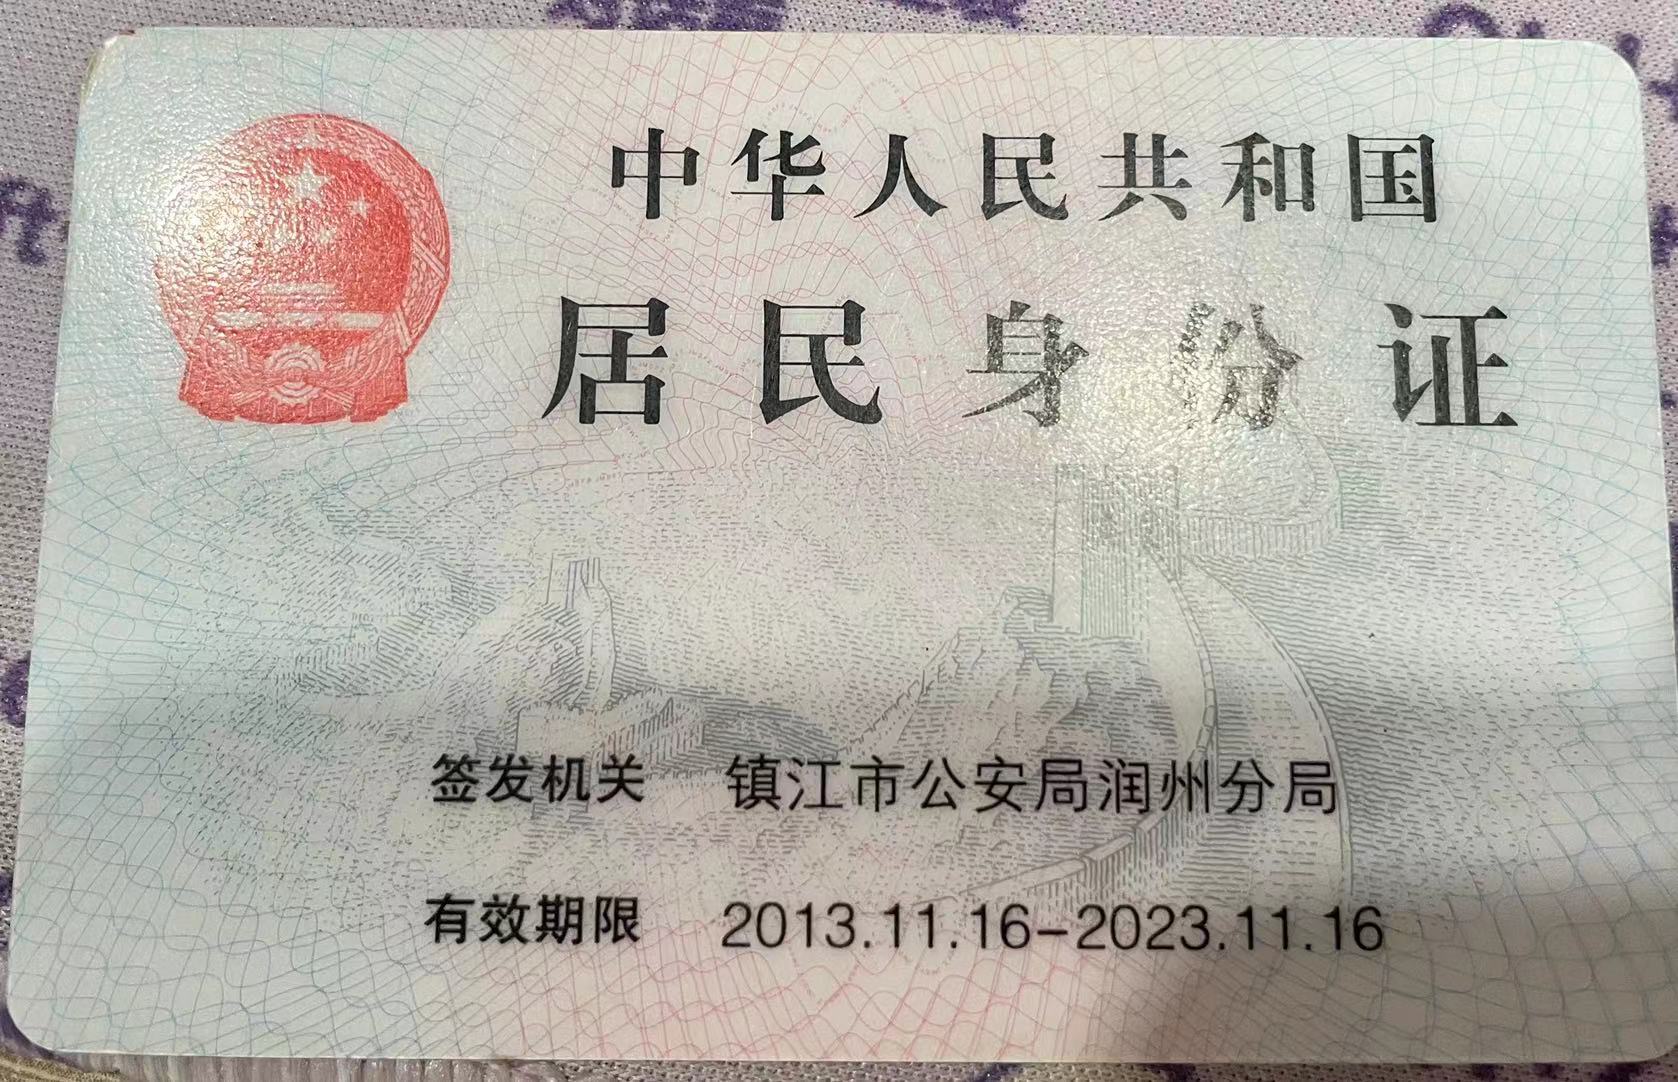 中华人民共和国
居民身份证
签发机关 镇江市公安局润州分局
有效期限 2013.11.16-2023.11.16